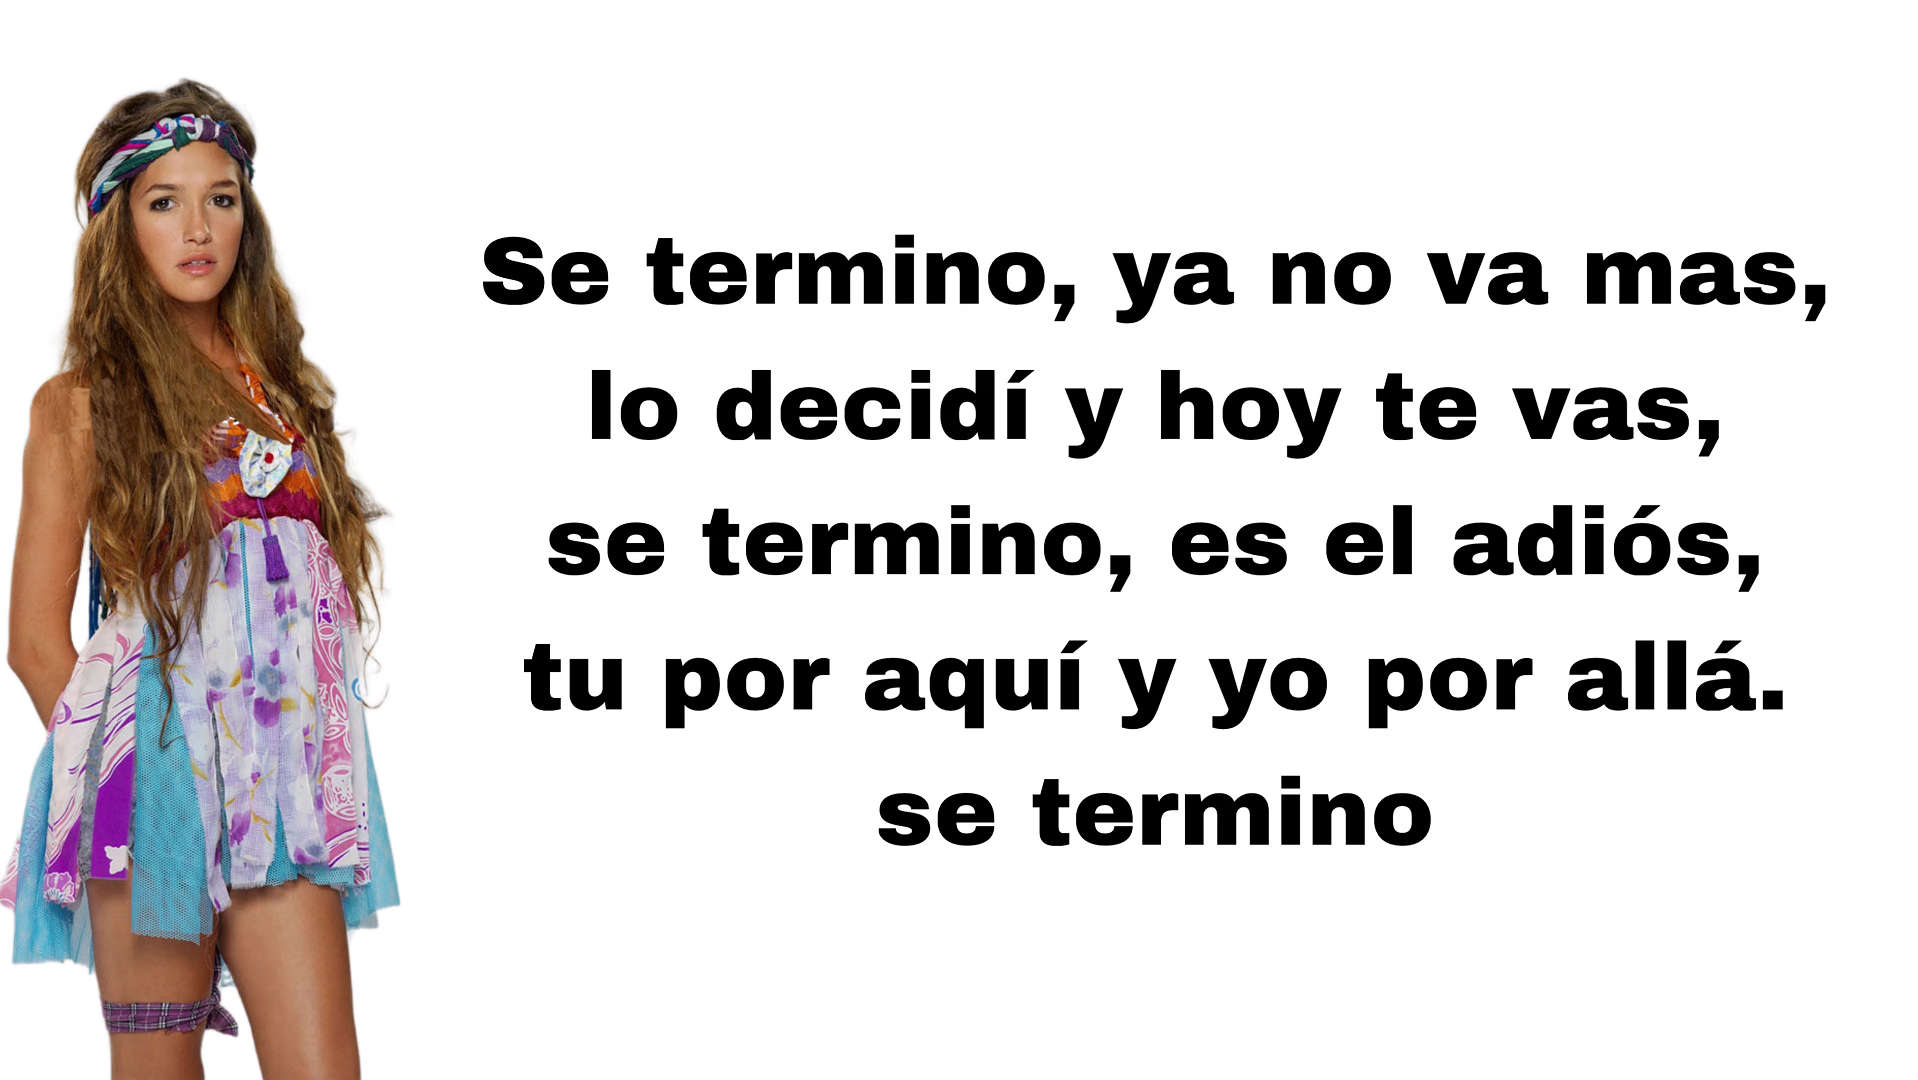 Se termino, ya no va mas,
lo decidí y hoy te vas,
se termino, es el adiós,
tu por aquí y yo por allá.
se termino